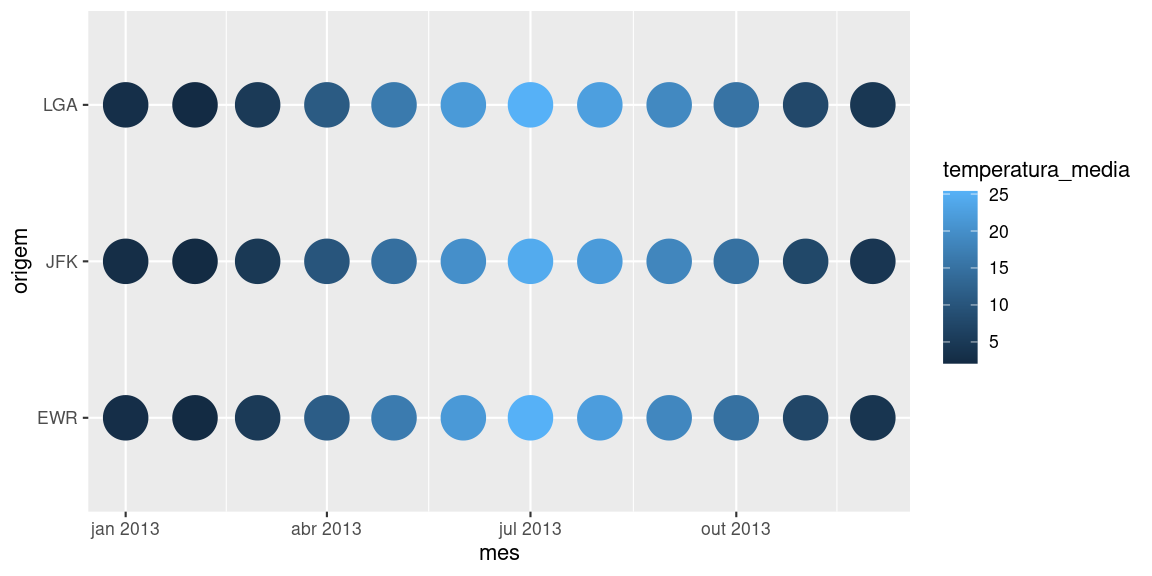 LGA
JFK
EWR
origem
jan 2013
abr 2013
jul 2013
out 2013
mes
temperatura_media
25
20
15
10
5